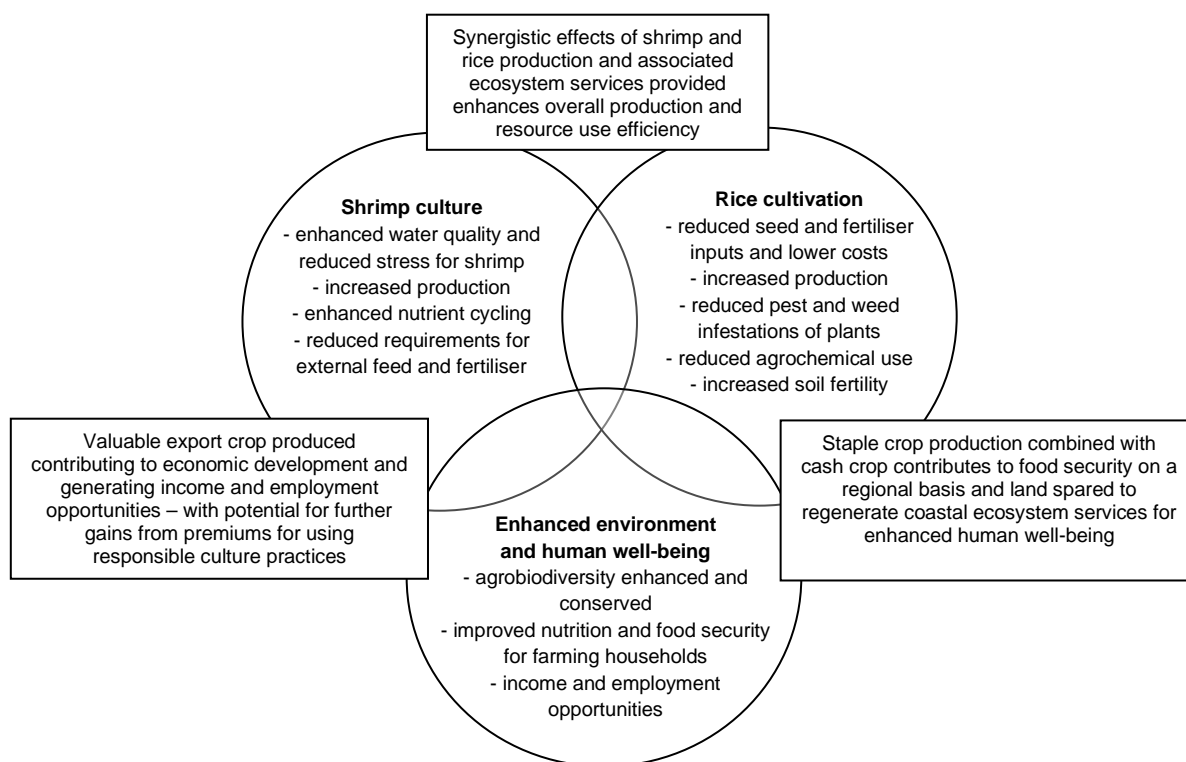 Synergistic effects of shrimp and
rice production and associated
ecosystem services provided
enhances overall production and
resource use efficiency
Shrimp culture
- enhanced water quality and
reduced stress for shrimp
- increased production
- enhanced nutrient cycling
- reduced requirements for
external feed and fertiliser
Rice cultivation
- reduced seed and fertiliser
inputs and lower costs
- increased production
- reduced pest and weed
infestations of plants
- reduced agrochemical use
- increased soil fertility
Valuable export crop produced
contributing to economic development and
generating income and employment
opportunities – with potential for further
gains from premiums for using
responsible culture practices
Staple crop production combined with
cash crop contributes to food security on a
regional basis and land spared to
regenerate coastal ecosystem services for
enhanced human well-being
Enhanced environment
and human well-being
- agrobiodiversity enhanced and
conserved
- improved nutrition and food security
for farming households
- income and employment
opportunities